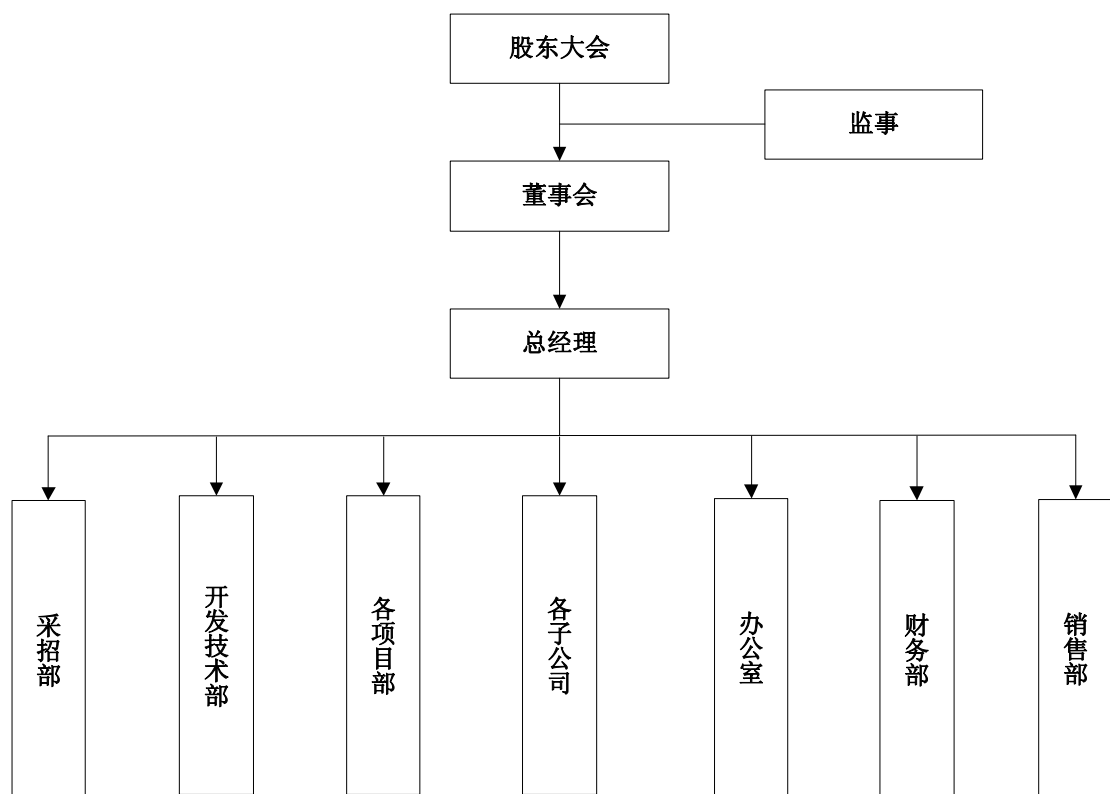 股东大会
监事
董事会
总经理
采招部
开发技术部
各项目部
各子公司
办公室
财务部
销售部